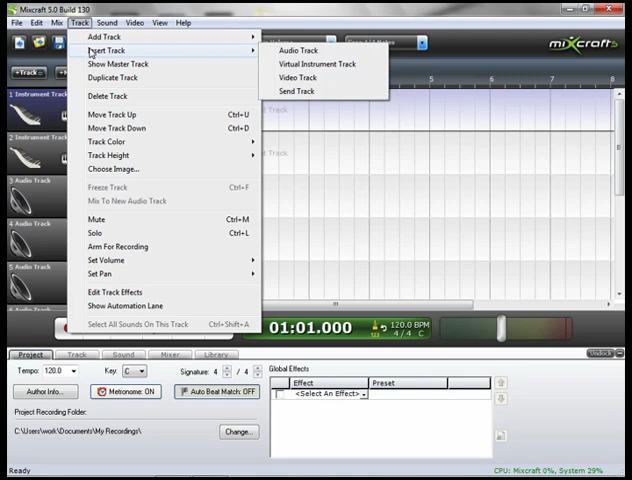 Mixcraft 5.0 Build 130
File Edit Mix Track Sound Video View Help
mixcraft5
+Track
Add Track
Insert Track
Show Master Track
Duplicate Track
Delete Track
Move Track Up Ctrl+U
Move Track Down Ctrl+D
Track Color
Track Height
Choose Image...
Freeze Track Ctrl+F
Mix To New Audio Track
Mute Ctrl+M
Solo Ctrl+L
Arm For Recording
Set Volume
Set Pan
Edit Track Effects
Show Automation Lane
Select All Sounds On This Track Ctrl+Shift+A
Audio Track
Virtual Instrument Track
Video Track
Send Track
5 6 7 8
1 Instrument Track
2 Instrument Track
3 Audio Track
4 Audio Track
5 Audio Track
Track
Track
01:01.000
120.0 BPM
4 / 4 C
123
Project Track Sound Mixer Library Undock
Tempo: 120.0 Key: C Signature: 4 / 4
Author Info... Metronome: ON Auto Beat Match: OFF
Project Recording Folder:
C:\Users\work\Documents\My Recordings\ Change...
Global Effects
Effect Preset
<Select An Effect>
Ready CPU: Mixcraft 0%, System 29%